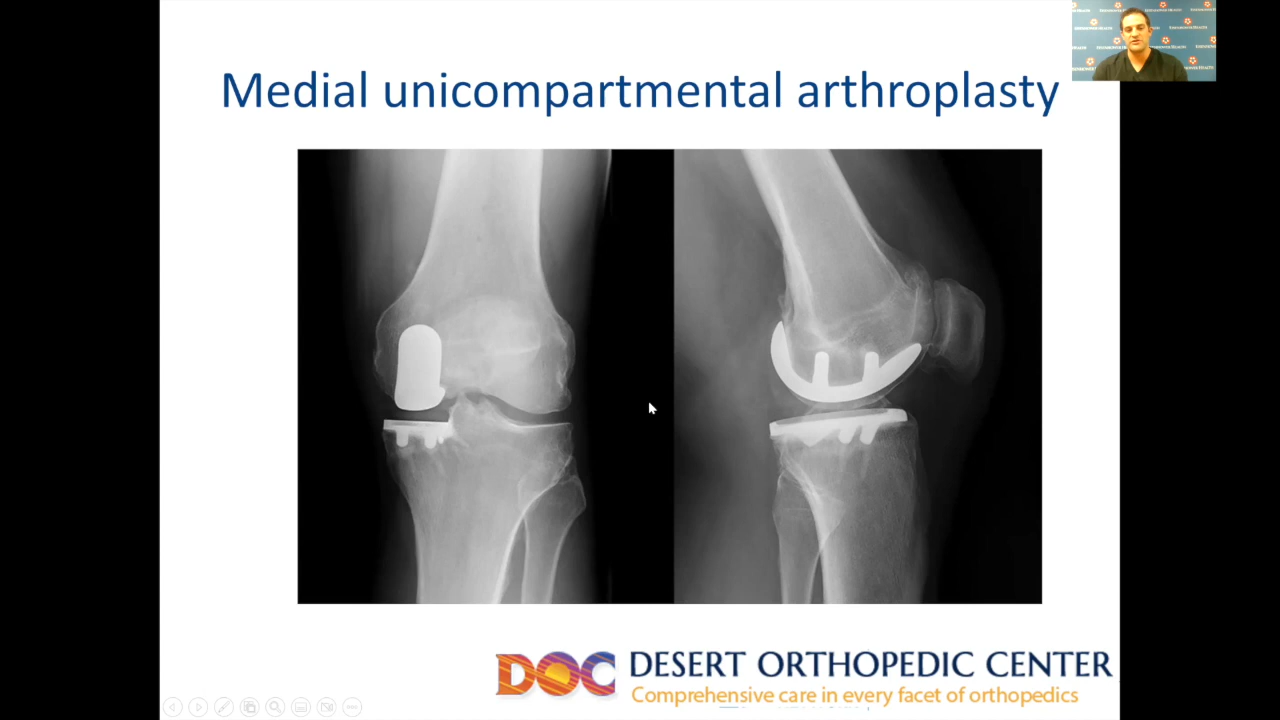 Medial unicompartmental arthroplasty
DOC
DESERT ORTHOPEDIC CENTER
Comprehensive care in every facet of orthopedics